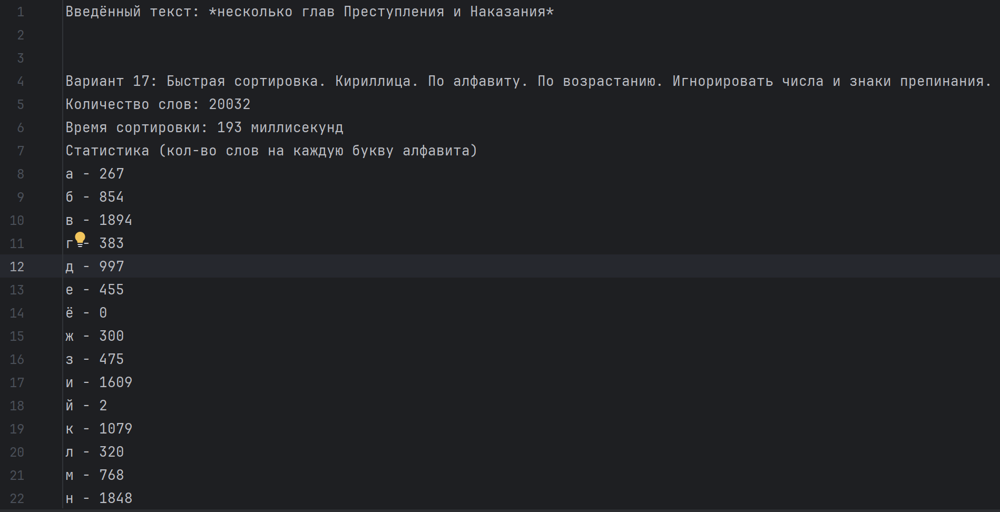 1 Введённый текст: *несколько глав Преступления и Наказания*
2
3
4 Вариант 17: Быстрая сортировка. Кириллица. По алфавиту. По возрастанию. Игнорировать числа и знаки препинания.
5 Количество слов: 20032
6 Время сортировки: 193 миллисекунд
7 Статистика (кол-во слов на каждую букву алфавита)
8 а - 267
9 б - 854
10 в - 1894
11 г - 383
12 д - 997
13 е - 455
14 ё - 0
15 ж - 300
16 з - 475
17 и - 1609
18 й - 2
19 к - 1079
20 л - 320
21 м - 768
22 н - 1848